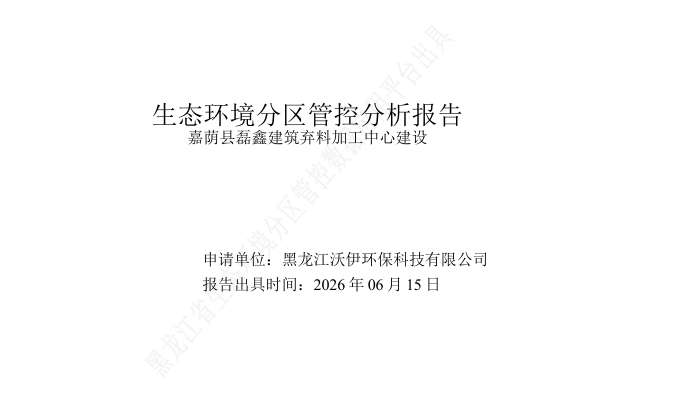 生态环境分区管控分析报告
嘉荫县磊鑫建筑弃料加工中心建设
申请单位：黑龙江沃伊环保科技有限公司
报告出具时间：2026 年 06 月 15 日